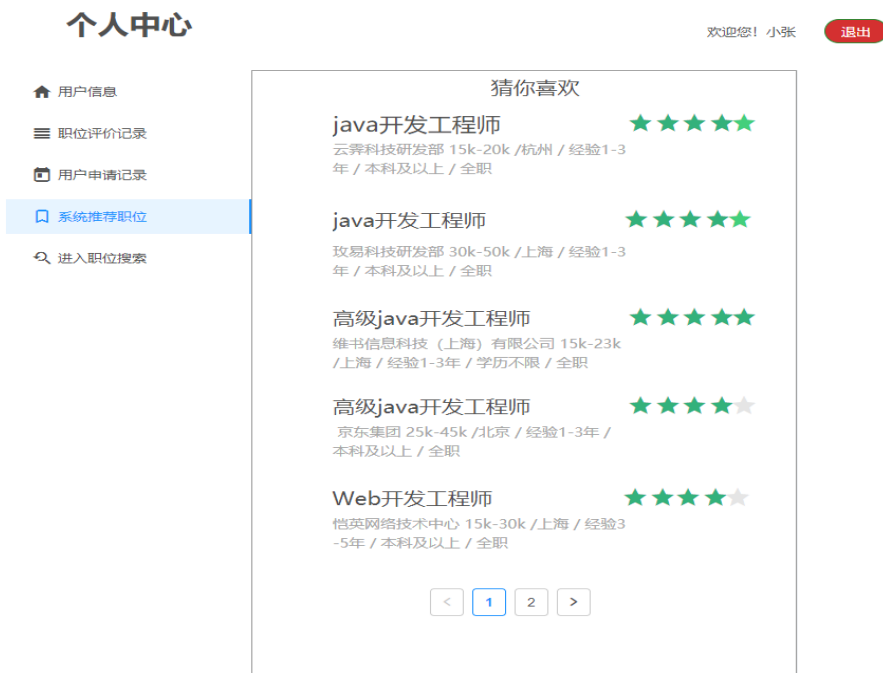 个人中心
欢迎您！小张
退出
用户信息
职位评价记录
用户申请记录
系统推荐职位
进入职位搜索
猜你喜欢
java开发工程师
云霁科技研发部 15k-20k /杭州 / 经验1-3
年 / 本科及以上 / 全职
java开发工程师
玫易科技研发部 30k-50k /上海 / 经验1-3
年 / 本科及以上 / 全职
高级java开发工程师
维书信息科技（上海）有限公司 15k-23k
/上海 / 经验1-3年 / 学历不限 / 全职
高级java开发工程师
京东集团 25k-45k /北京 / 经验1-3年 /
本科及以上 / 全职
Web开发工程师
恺英网络技术中心 15k-30k /上海 / 经验3
-5年 / 本科及以上 / 全职
< 1 2 >